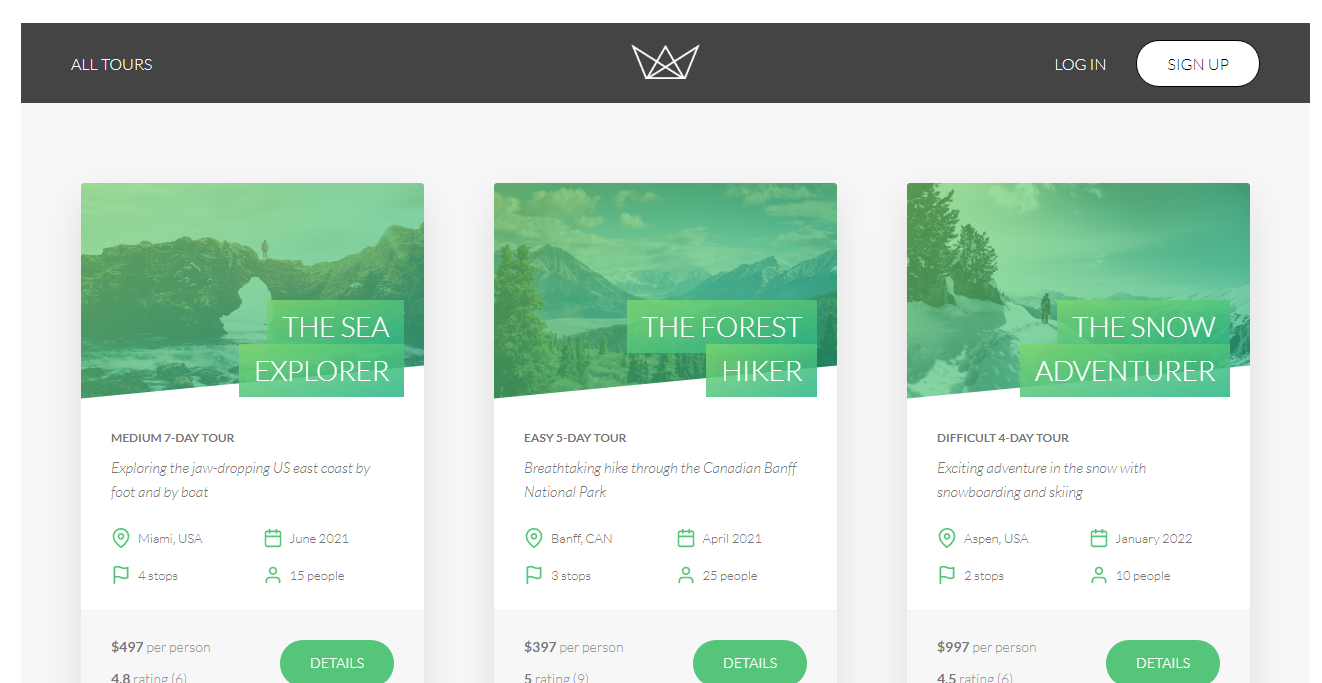 ALL TOURS
LOG IN
SIGN UP
THE SEA
EXPLORER
MEDIUM 7-DAY TOUR
Exploring the jaw-dropping US east coast by
foot and by boat
Miami, USA
June 2021
4 stops
15 people
$497 per person
DETAILS
4.8 rating (6)
THE FOREST
HIKER
EASY 5-DAY TOUR
Breathtaking hike through the Canadian Banff
National Park
Banff, CAN
April 2021
3 stops
25 people
$397 per person
DETAILS
5 rating (9)
THE SNOW
ADVENTURER
DIFFICULT 4-DAY TOUR
Exciting adventure in the snow with
snowboarding and skiing
Aspen, USA
January 2022
2 stops
10 people
$997 per person
DETAILS
4.5 rating (6)